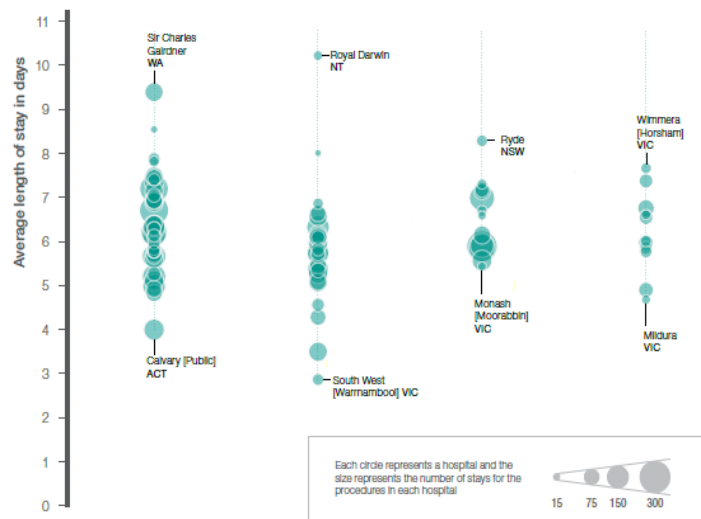 Average length of stay in days
11
10
9
8
7
6
5
4
3
2
1
0
Sir Charles
Gairdner
WA
Calvary [Public]
ACT
Royal Darwin
NT
South West
[Warrnambool] VIC
Ryde
NSW
Monash
[Moorabbin]
VIC
Wimmera
[Horsham]
VIC
Mildura
VIC
Each circle represents a hospital and the
size represents the number of stays for the
procedures in each hospital
15 75 150 300